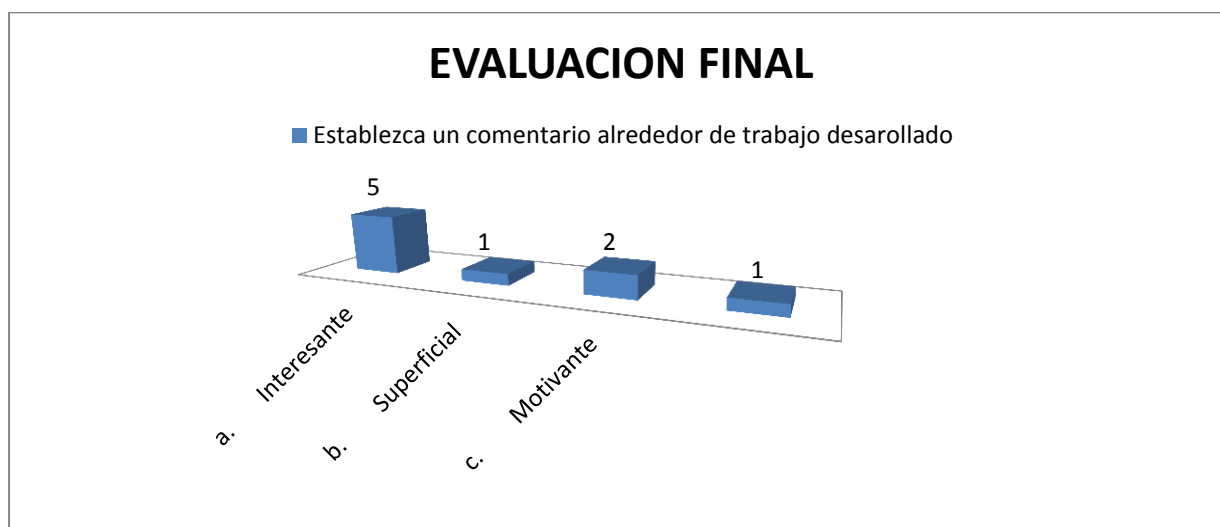 EVALUACION FINAL
Establezca un comentario alrededor de trabajo desarollado
5
1
2
1
a. Interesante
b. Superficial
c. Motivante